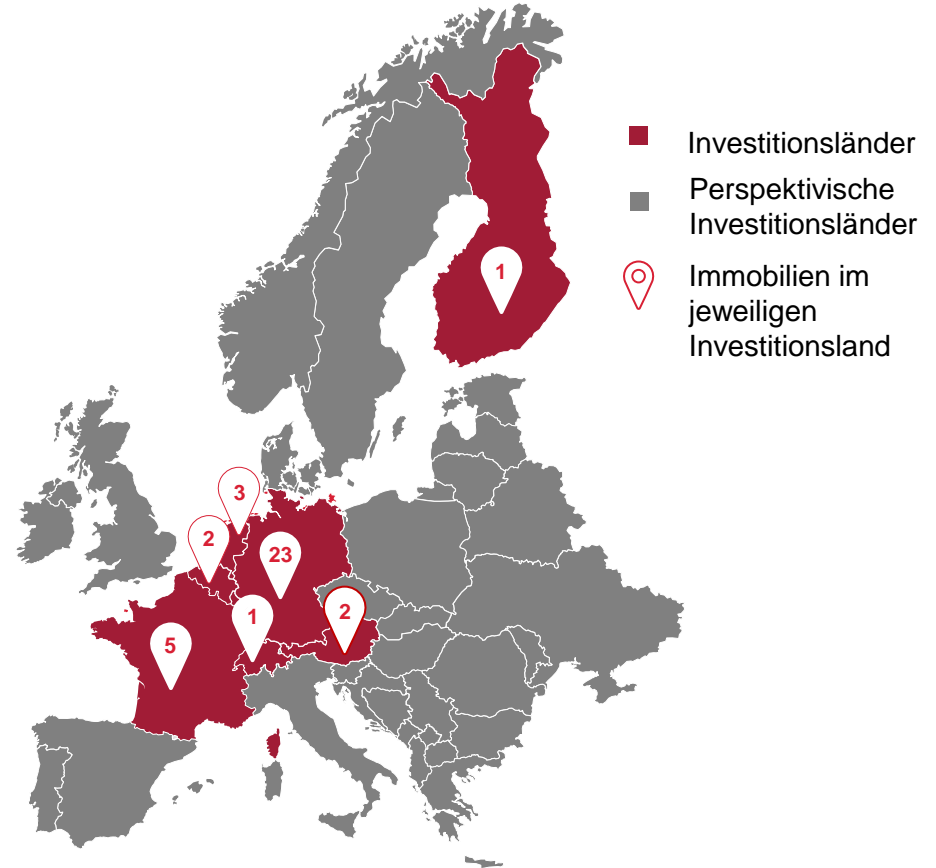 Investitionsländer
Perspektivische
Investitionsländer
Immobilien im
jeweiligen
Investitionsland
1
3
2
23
1
2
5